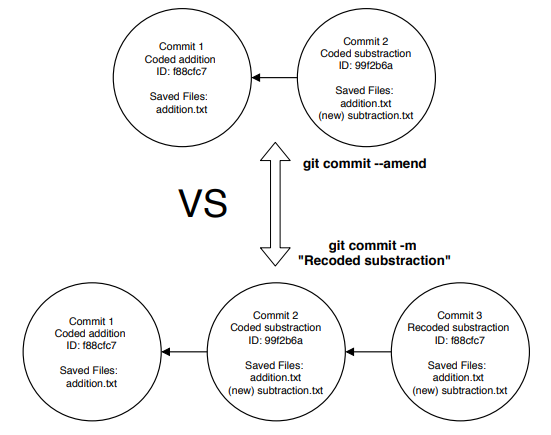 Commit 1
Coded addition
ID: f88cfc7
Saved Files:
addition.txt
Commit 2
Coded substraction
ID: 99f2b6a
Saved Files:
addition.txt
(new) subtraction.txt
git commit --amend
VS
git commit -m
"Recoded substraction"
Commit 1
Coded addition
ID: f88cfc7
Saved Files:
addition.txt
Commit 2
Coded substraction
ID: 99f2b6a
Saved Files:
addition.txt
(new) subtraction.txt
Commit 3
Recoded substraction
ID: f88cfc7
Saved Files:
addition.txt
(new) subtraction.txt